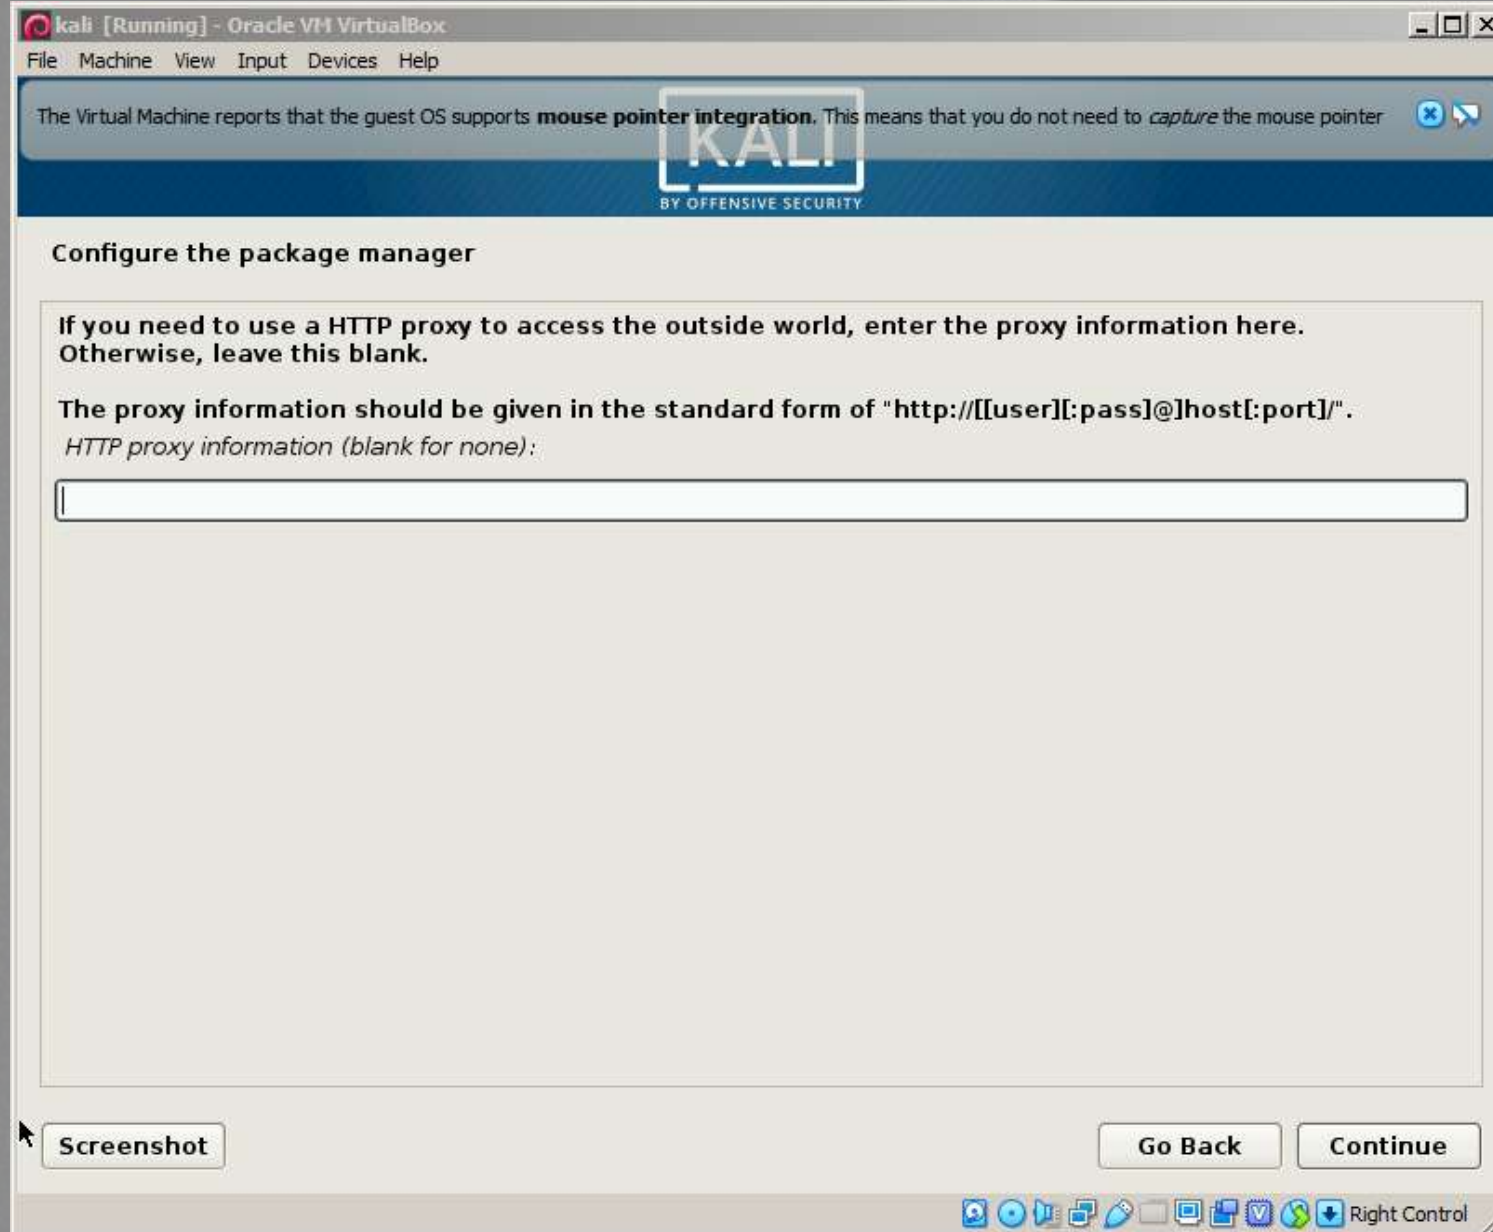 kali [Running] - Oracle VM VirtualBox
File Machine View Input Devices Help
The Virtual Machine reports that the guest OS supports mouse pointer integration. This means that you do not need to capture the mouse pointer
KALI
BY OFFENSIVE SECURITY
Configure the package manager
If you need to use a HTTP proxy to access the outside world, enter the proxy information here.
Otherwise, leave this blank.
The proxy information should be given in the standard form of "http://[[user][:pass]@]host[:port]/".
HTTP proxy information (blank for none):
Screenshot Go Back Continue
Right Control